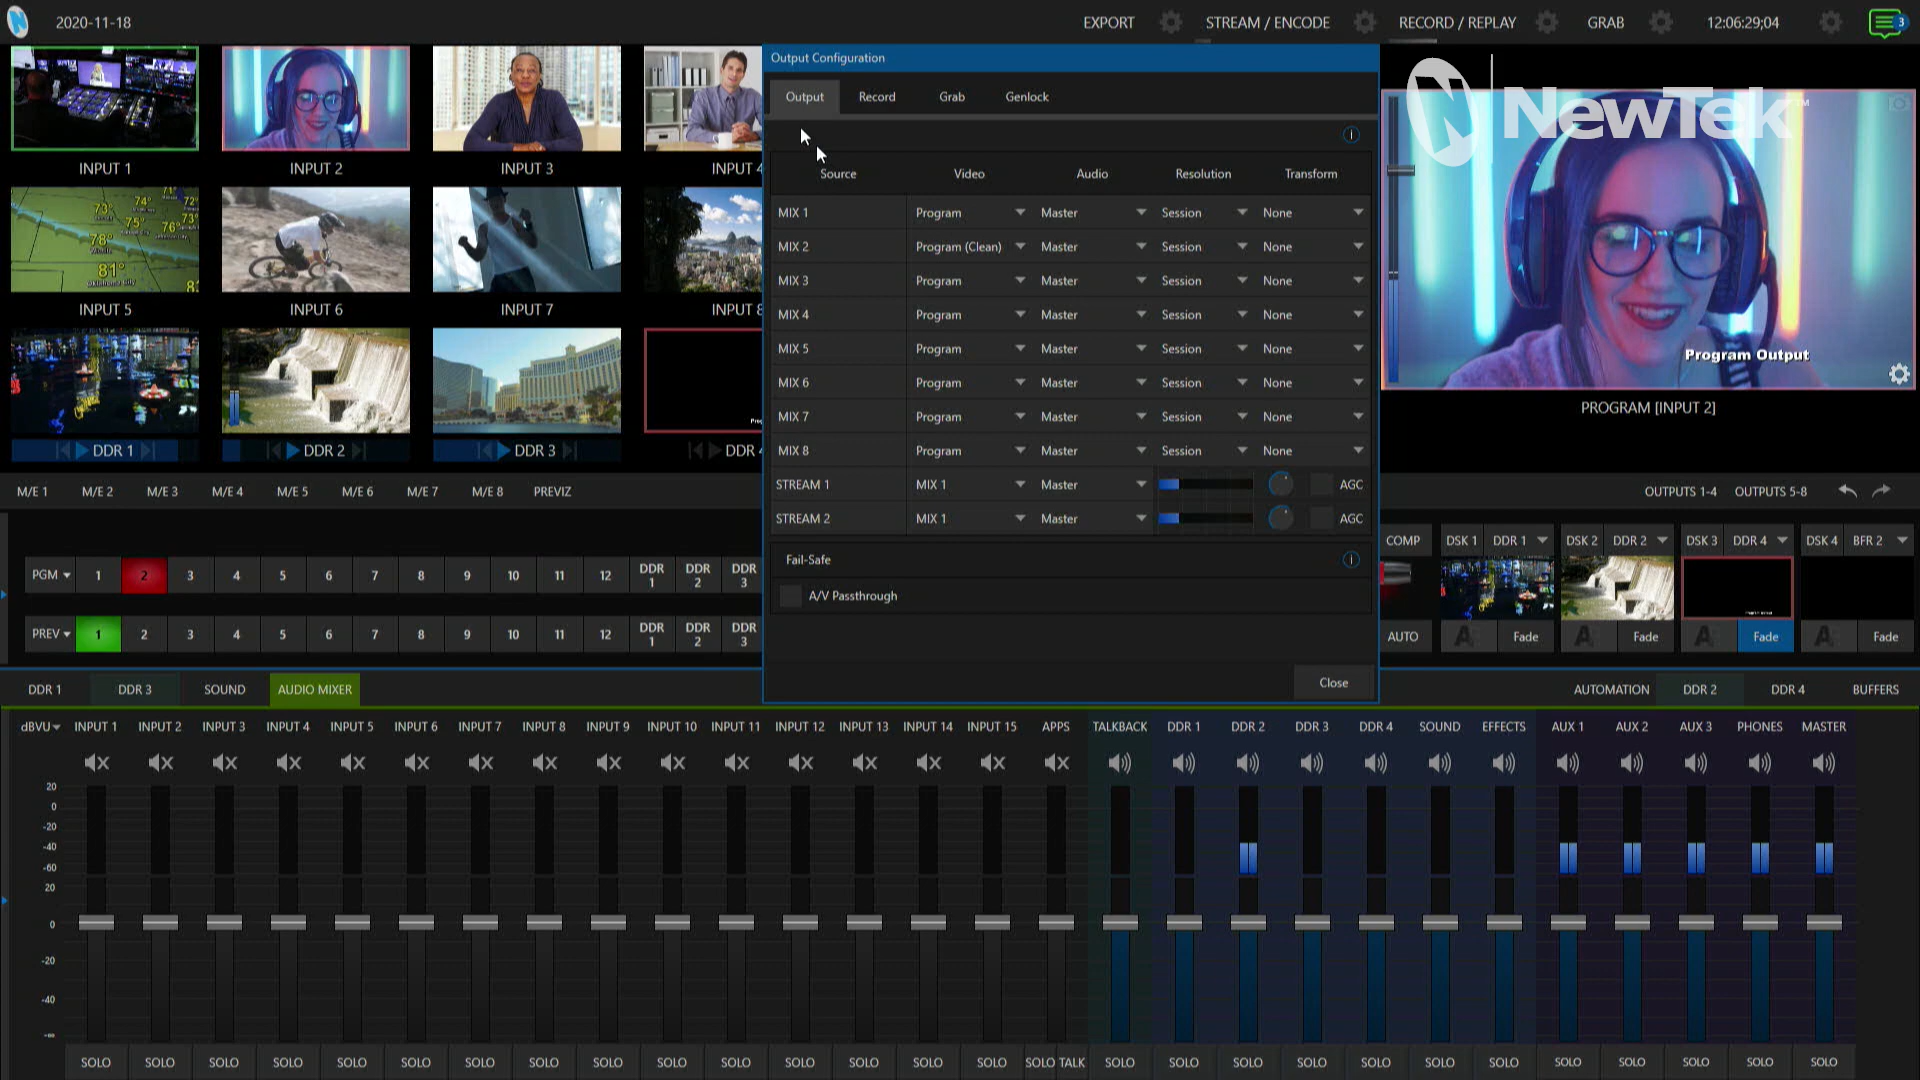 2020-11-18
EXPORT
STREAM / ENCODE
RECORD / REPLAY
GRAB
12:06:29;04
3
INPUT 1
INPUT 2
INPUT 3
INPUT 4
INPUT 5
INPUT 6
INPUT 7
INPUT 8
DDR 1
DDR 2
DDR 3
DDR 4
Output Configuration
Output Record Grab Genlock
Source Video Audio Resolution Transform
MIX 1 Program Master Session None
MIX 2 Program (Clean) Master Session None
MIX 3 Program Master Session None
MIX 4 Program Master Session None
MIX 5 Program Master Session None
MIX 6 Program Master Session None
MIX 7 Program Master Session None
MIX 8 Program Master Session None
STREAM 1 MIX 1 Master AGC
STREAM 2 MIX 1 Master AGC
Fail-Safe
A/V Passthrough
Close
NewTek™
Program Output
PROGRAM [INPUT 2]
M/E 1 M/E 2 M/E 3 M/E 4 M/E 5 M/E 6 M/E 7 M/E 8 PREVIZ
OUTPUTS 1-4 OUTPUTS 5-8
PGM 1 2 3 4 5 6 7 8 9 10 11 12 DDR 1 DDR 2 DDR 3
PREV 1 2 3 4 5 6 7 8 9 10 11 12 DDR 1 DDR 2 DDR 3
COMP DSK 1 DDR 1 DSK 2 DDR 2 DSK 3 DDR 4 DSK 4 BFR 2
AUTO Fade Fade Fade Fade
DDR 1 DDR 3 SOUND AUDIO MIXER
AUTOMATION DDR 2 DDR 4 BUFFERS
dBVU INPUT 1 INPUT 2 INPUT 3 INPUT 4 INPUT 5 INPUT 6 INPUT 7 INPUT 8 INPUT 9 INPUT 10 INPUT 11 INPUT 12 INPUT 13 INPUT 14 INPUT 15 APPS TALKBACK DDR 1 DDR 2 DDR 3 DDR 4 SOUND EFFECTS AUX 1 AUX 2 AUX 3 PHONES MASTER
20
0
-20
-40
-60
20
0
-20
-40
-∞
SOLO SOLO SOLO SOLO SOLO SOLO SOLO SOLO SOLO SOLO SOLO SOLO SOLO SOLO SOLO SOLO TALK SOLO SOLO SOLO SOLO SOLO SOLO SOLO SOLO SOLO SOLO SOLO SOLO